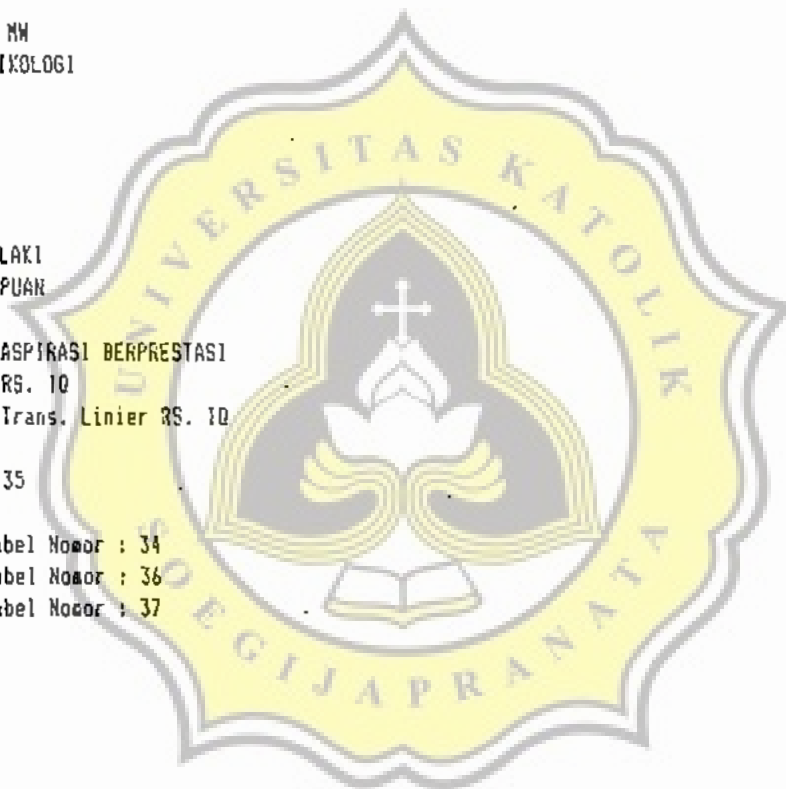 MW
IKOLOGI
LAKI
PUAN
ASPIRASI BERPRESTASI
RS. IQ
Trans. Linier RS. IQ
35
bel Nomor : 34
bel Nomor : 36
bel Nomor : 37
UNIVERSITAS KATOLIK
SOEGIJAPRANATA